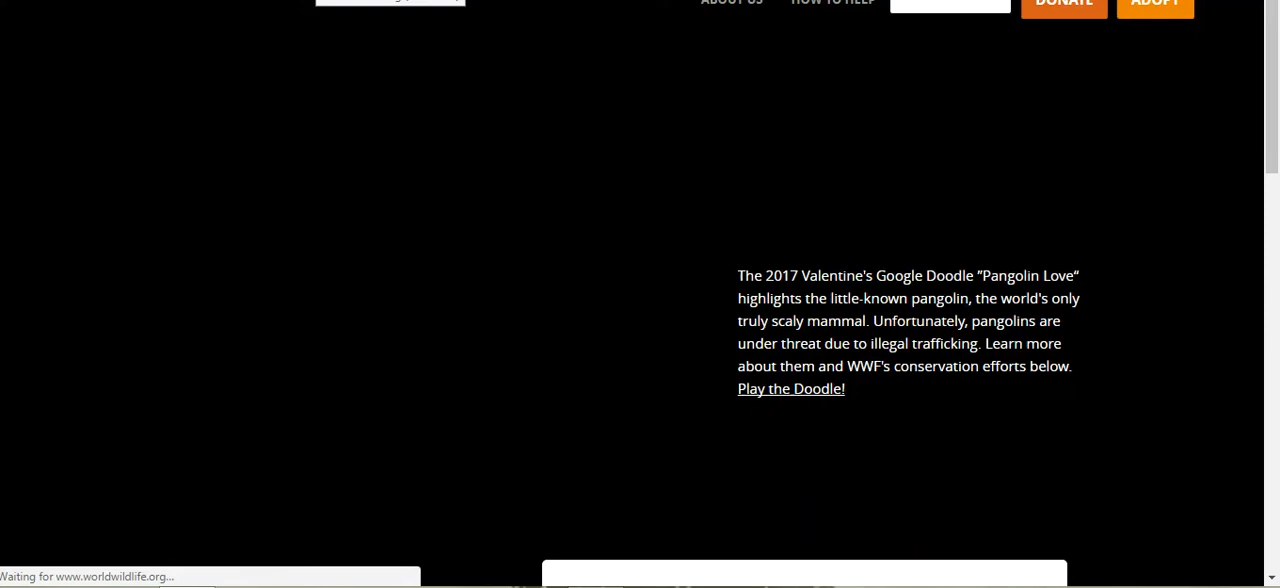 ABOUT US HOW TO HELP DONATE ADOPT
The 2017 Valentine's Google Doodle ”Pangolin Love“
highlights the little-known pangolin, the world's only
truly scaly mammal. Unfortunately, pangolins are
under threat due to illegal trafficking. Learn more
about them and WWF's conservation efforts below.
Play the Doodle!
Waiting for www.worldwildlife.org...